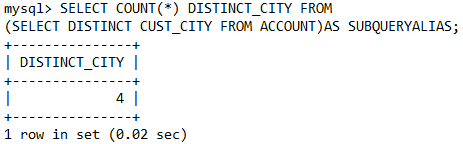 mysql> SELECT COUNT(*) DISTINCT_CITY FROM
(SELECT DISTINCT CUST_CITY FROM ACCOUNT)AS SUBQUERYALIAS;
+---------------+
| DISTINCT_CITY |
+---------------+
|             4 |
+---------------+
1 row in set (0.02 sec)